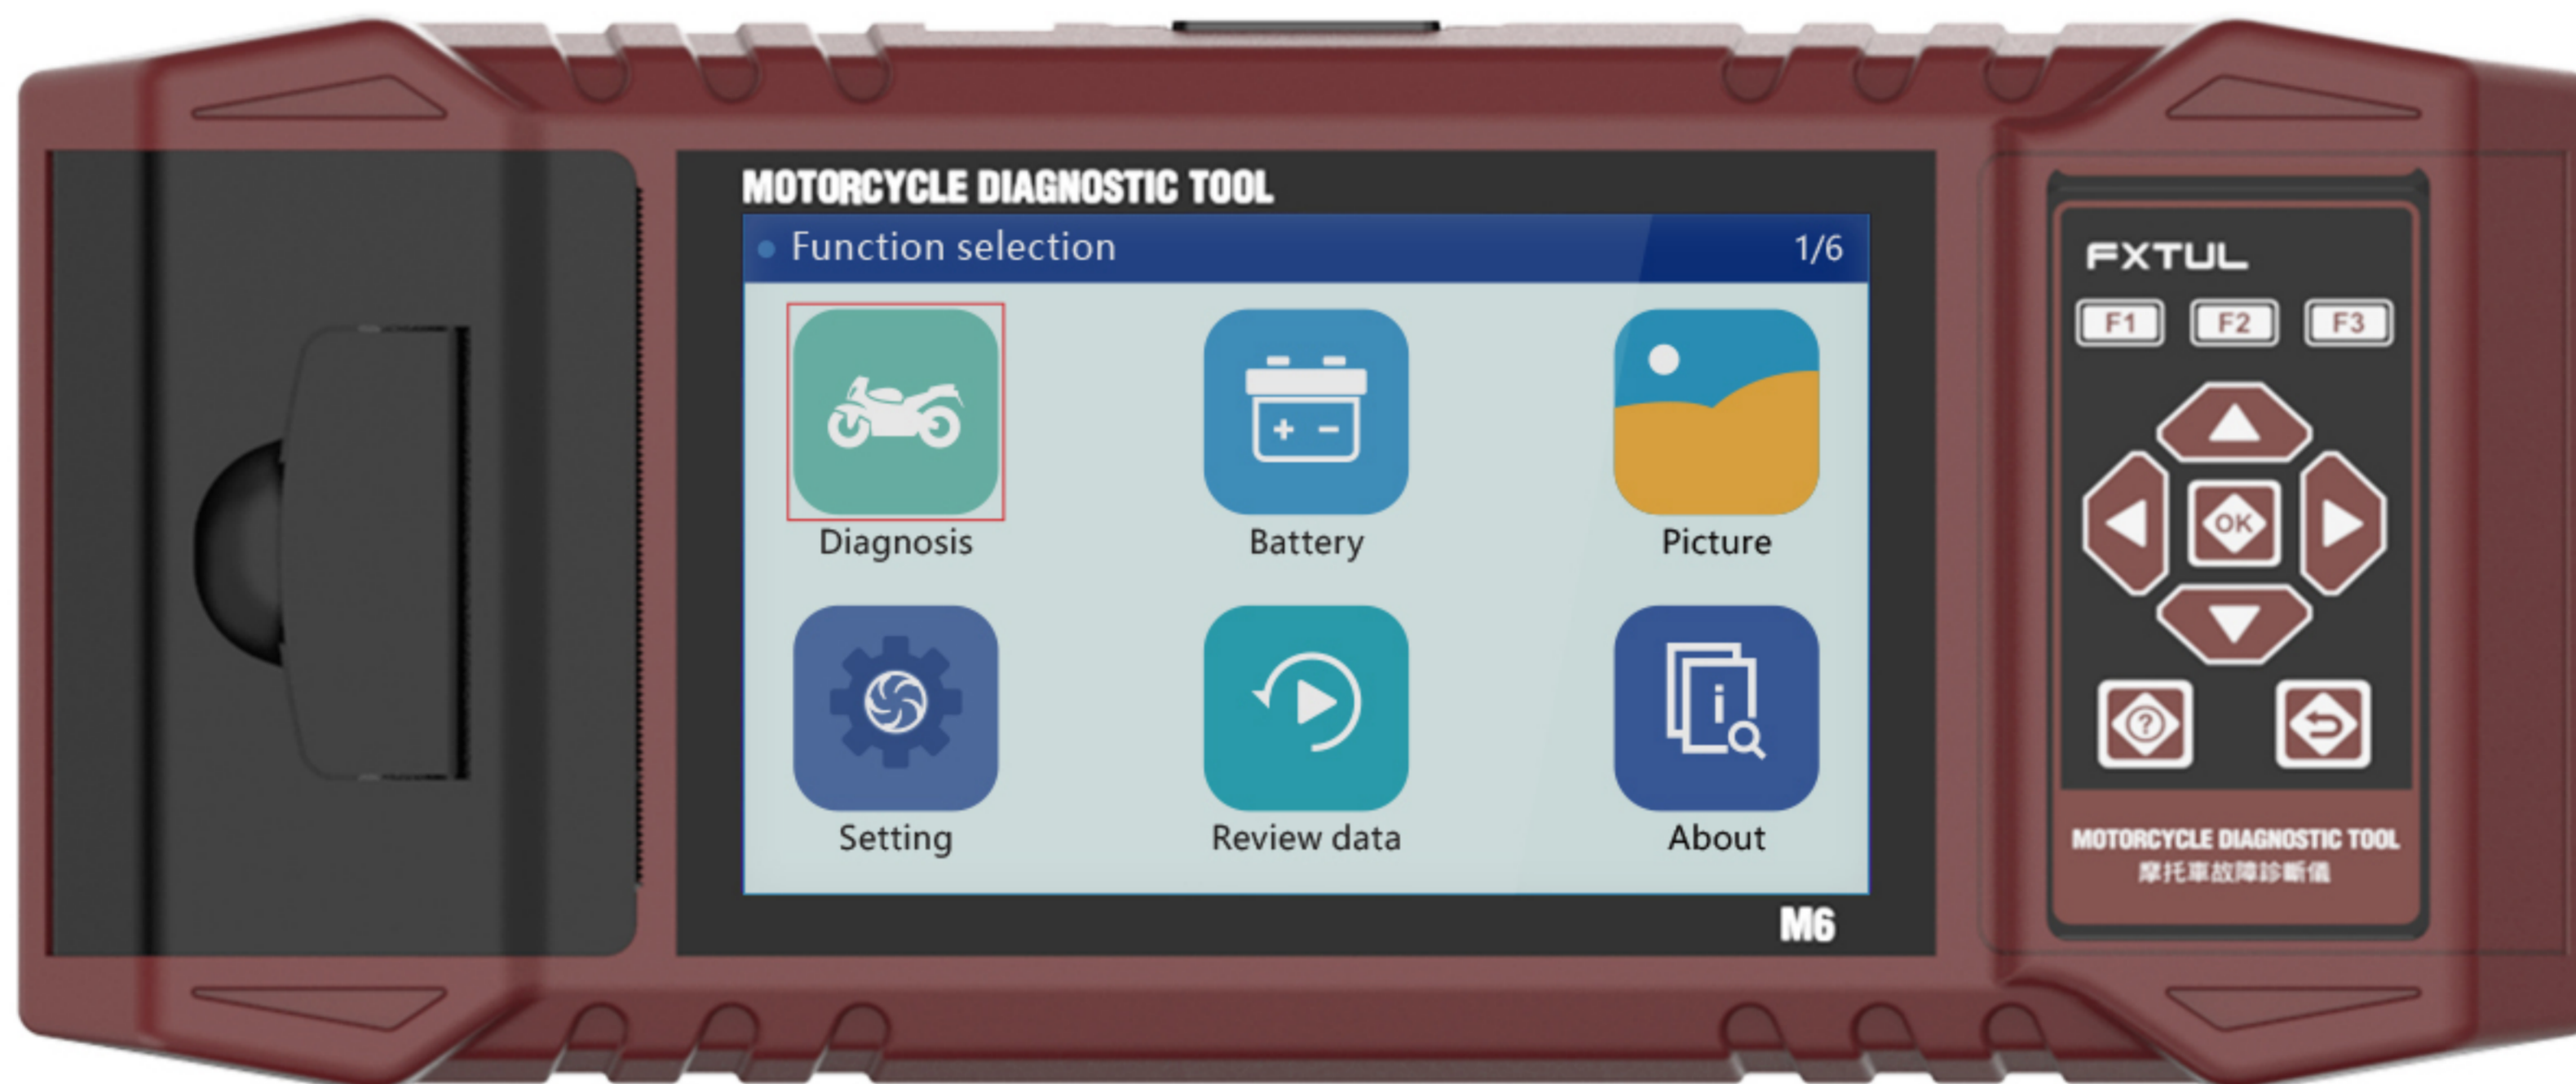 MOTORCYCLE DIAGNOSTIC TOOL
Function selection 1/6
Diagnosis Battery Picture
Setting Review data About
M6
FXTUL
F1 F2 F3
OK
?
MOTORCYCLE DIAGNOSTIC TOOL
摩托車故障診斷儀